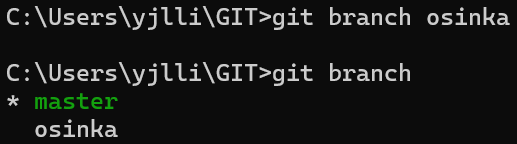 C:\Users\yjlli\GIT>git branch osinka
C:\Users\yjlli\GIT>git branch
* master
osinka